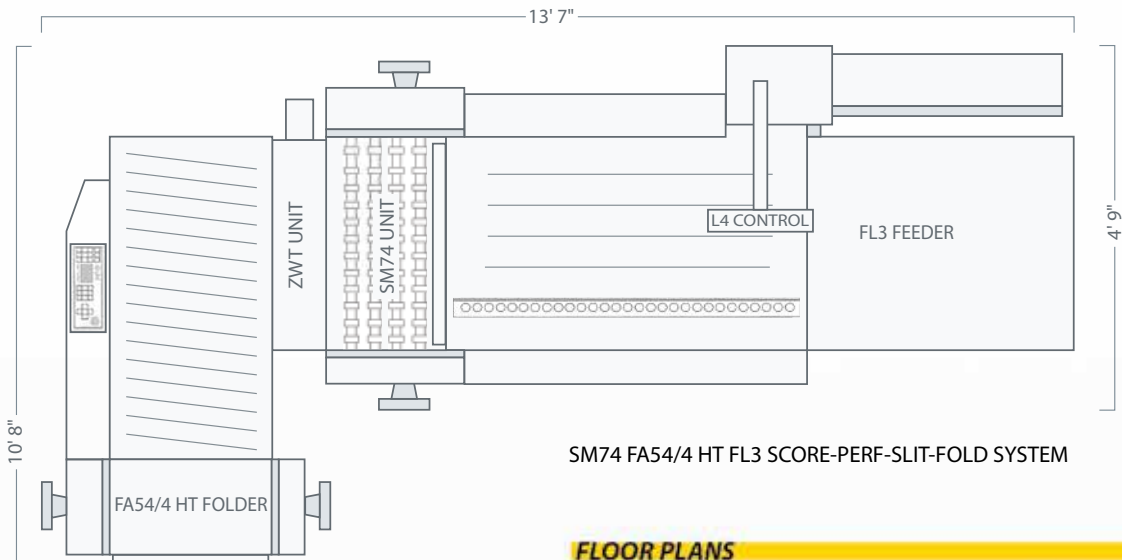 13' 7"
ZWT UNIT
SM74 UNIT
L4 CONTROL
FL3 FEEDER
4' 9"
10' 8"
SM74 FA54/4 HT FL3 SCORE-PERF-SLIT-FOLD SYSTEM
FA54/4 HT FOLDER
FLOOR PLANS